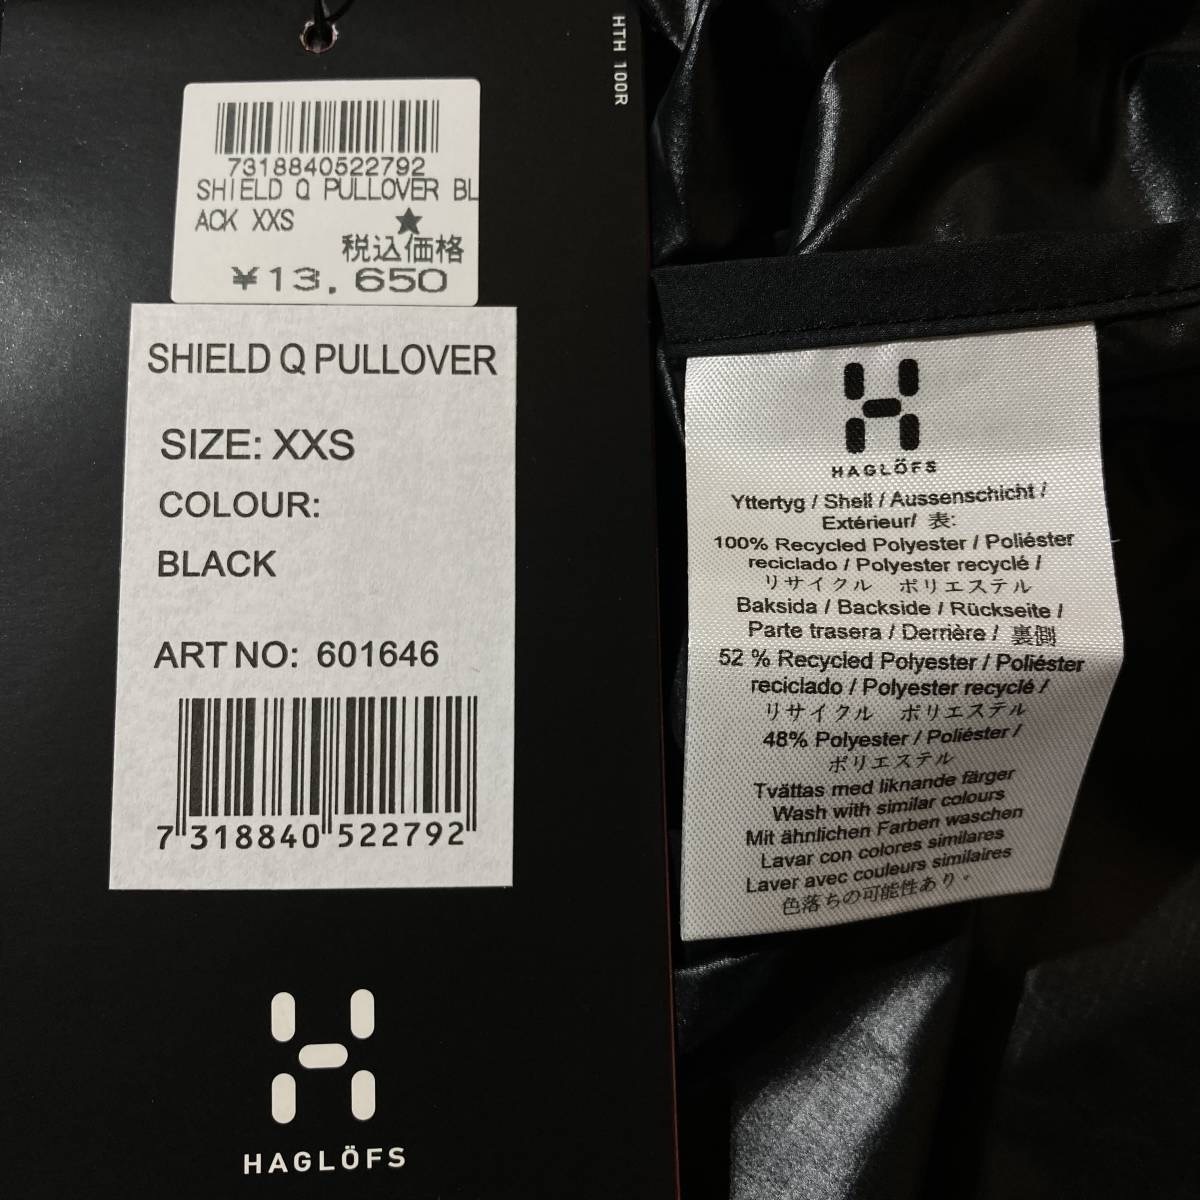 HTH 100R
7318840522792
SHIELD Q PULLOVER BL
ACK XXS ★
税込価格
¥13,650
SHIELD Q PULLOVER
SIZE: XXS
COLOUR:
BLACK
ART NO: 601646
7 318840 522792
HAGLÖFS
HAGLÖFS
Yttertyg / Shell / Aussenschicht /
Extérieur/ 表:
100% Recycled Polyester / Poliéster
reciclado / Polyester recyclé /
リサイクル ポリエステル
Baksida / Backside / Rückseite /
Parte trasera / Derrière / 裏側
52 % Recycled Polyester / Poliéster
reciclado / Polyester recyclé /
リサイクル ポリエステル
48% Polyester / Poliéster /
ポリエステル
Tvättas med liknande färger
Wash with similar colours
Mit ähnlichen Farben waschen
Lavar con colores similares
Laver avec couleurs similaires
色落ちの可能性あり。